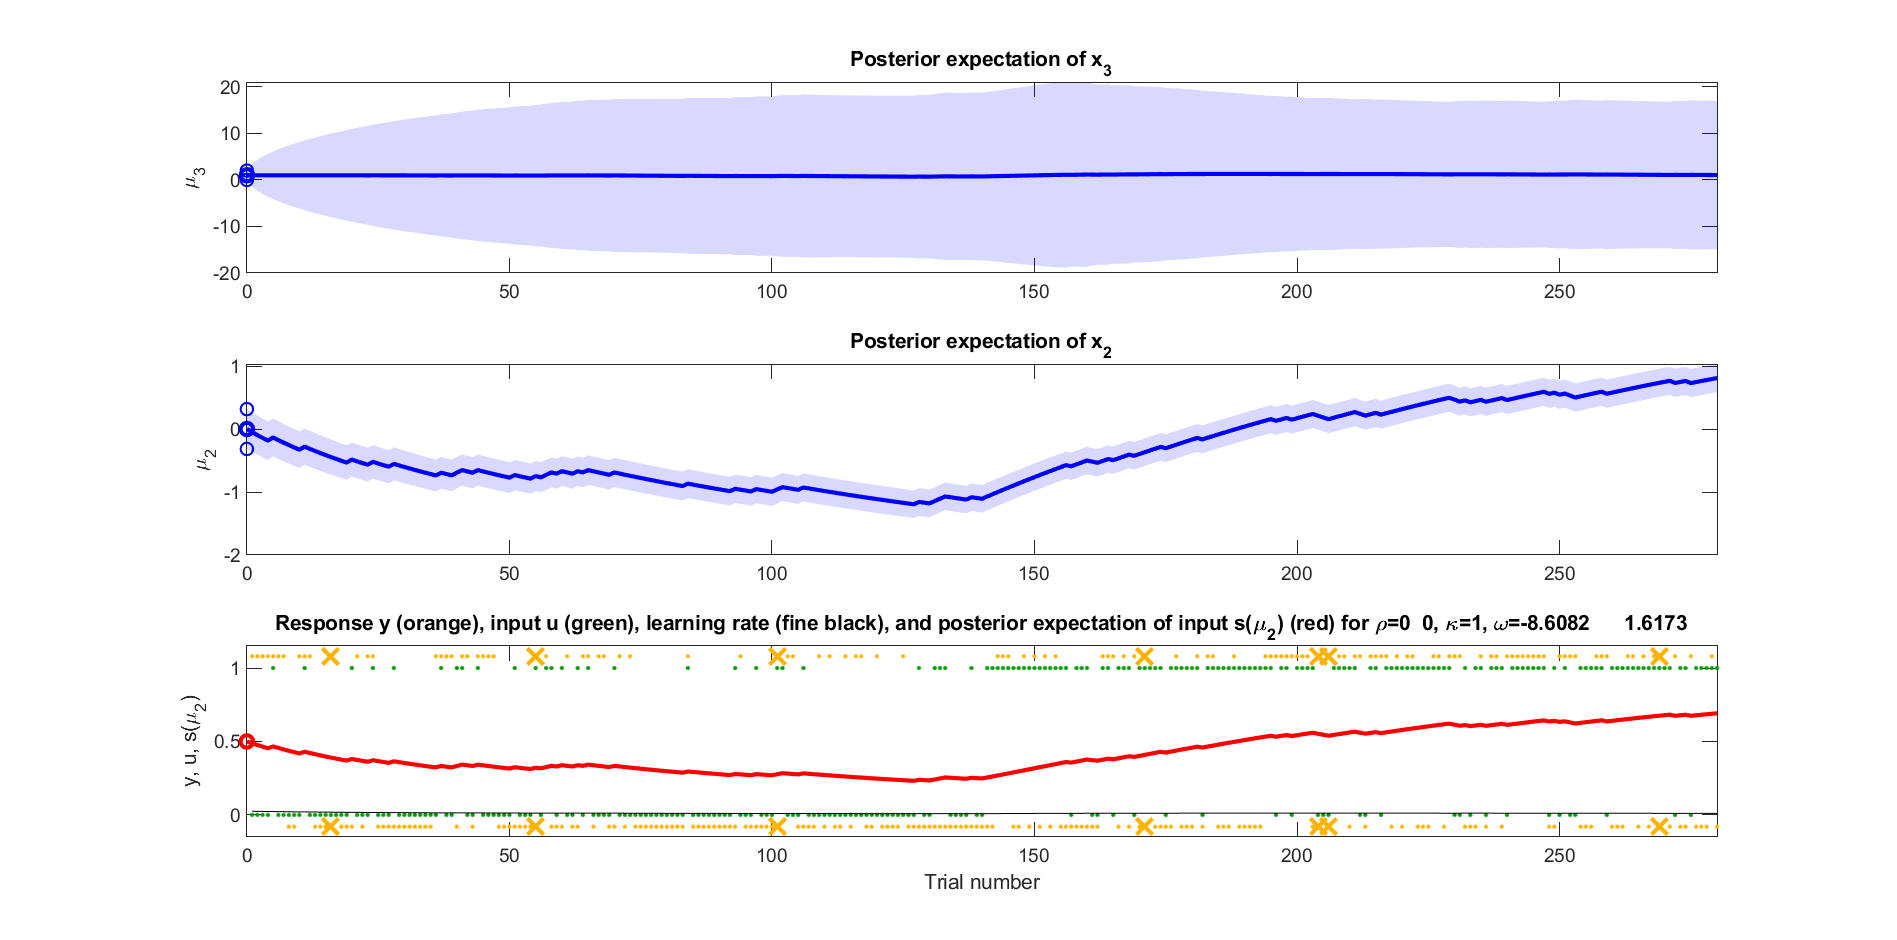 Posterior expectation of x3
20
10
0
-10
-20
μ3
0 50 100 150 200 250
Posterior expectation of x2
1
0
-1
-2
μ2
0 50 100 150 200 250
Response y (orange), input u (green), learning rate (fine black), and posterior expectation of input s(μ2) (red) for ρ=0 0, κ=1, ω=-8.6082 1.6173
1
0.5
0
y, u, s(μ2)
0 50 100 150 200 250
Trial number